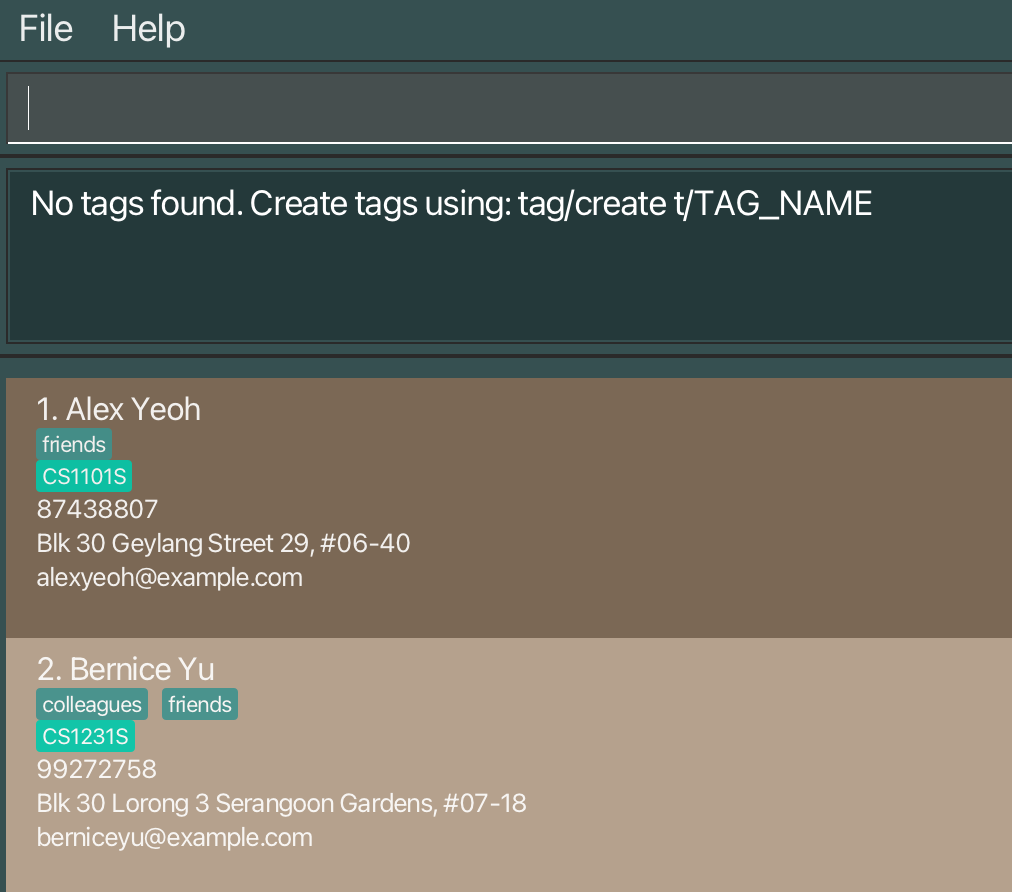 File Help
No tags found. Create tags using: tag/create t/TAG_NAME
1. Alex Yeoh
friends
CS1101S
87438807
Blk 30 Geylang Street 29, #06-40
alexyeoh@example.com
2. Bernice Yu
colleagues friends
CS1231S
99272758
Blk 30 Lorong 3 Serangoon Gardens, #07-18
berniceyu@example.com